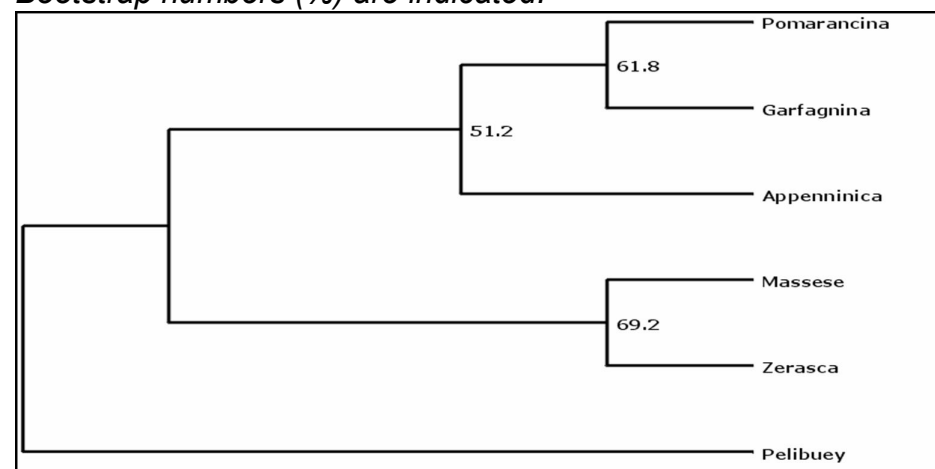 Bootstrap numbers (%) are indicated.
Pomarancina
61.8
Garfagnina
51.2
Appenninica
Massese
69.2
Zerasca
Pelibuey